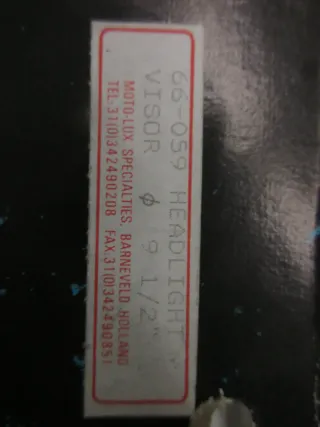 66-059 HEADLIGHT
VISOR ϕ 9 1/2"
MOTO-LUX SPECIALTIES, BARNEVELD HOLLAND
TEL.31(0)342490208 FAX.31(0)342490851